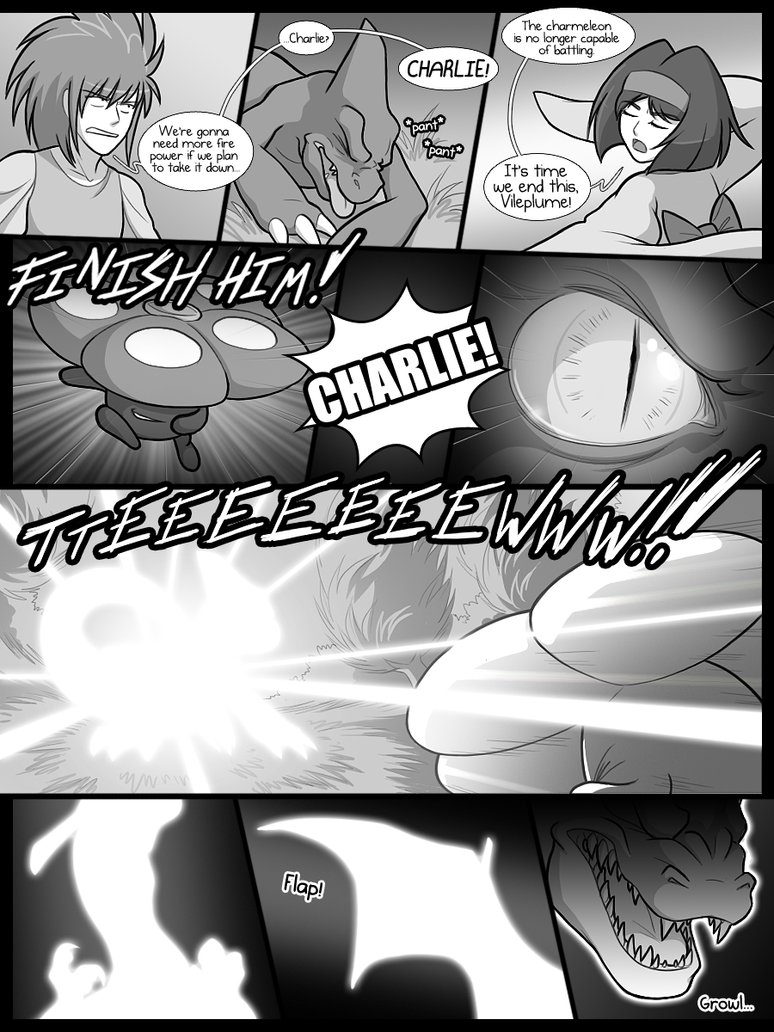 We're gonna
need more fire
power if we plan
to take it down...
...Charlie?
CHARLIE!
*pant*
*pant*
The charmeleon
is no longer capable
of battling.
It's time
we end this,
Vileplume!
FINISH HIM!
CHARLIE!
TTEEEEEEEEWWW!!!
Flap!
Growl...